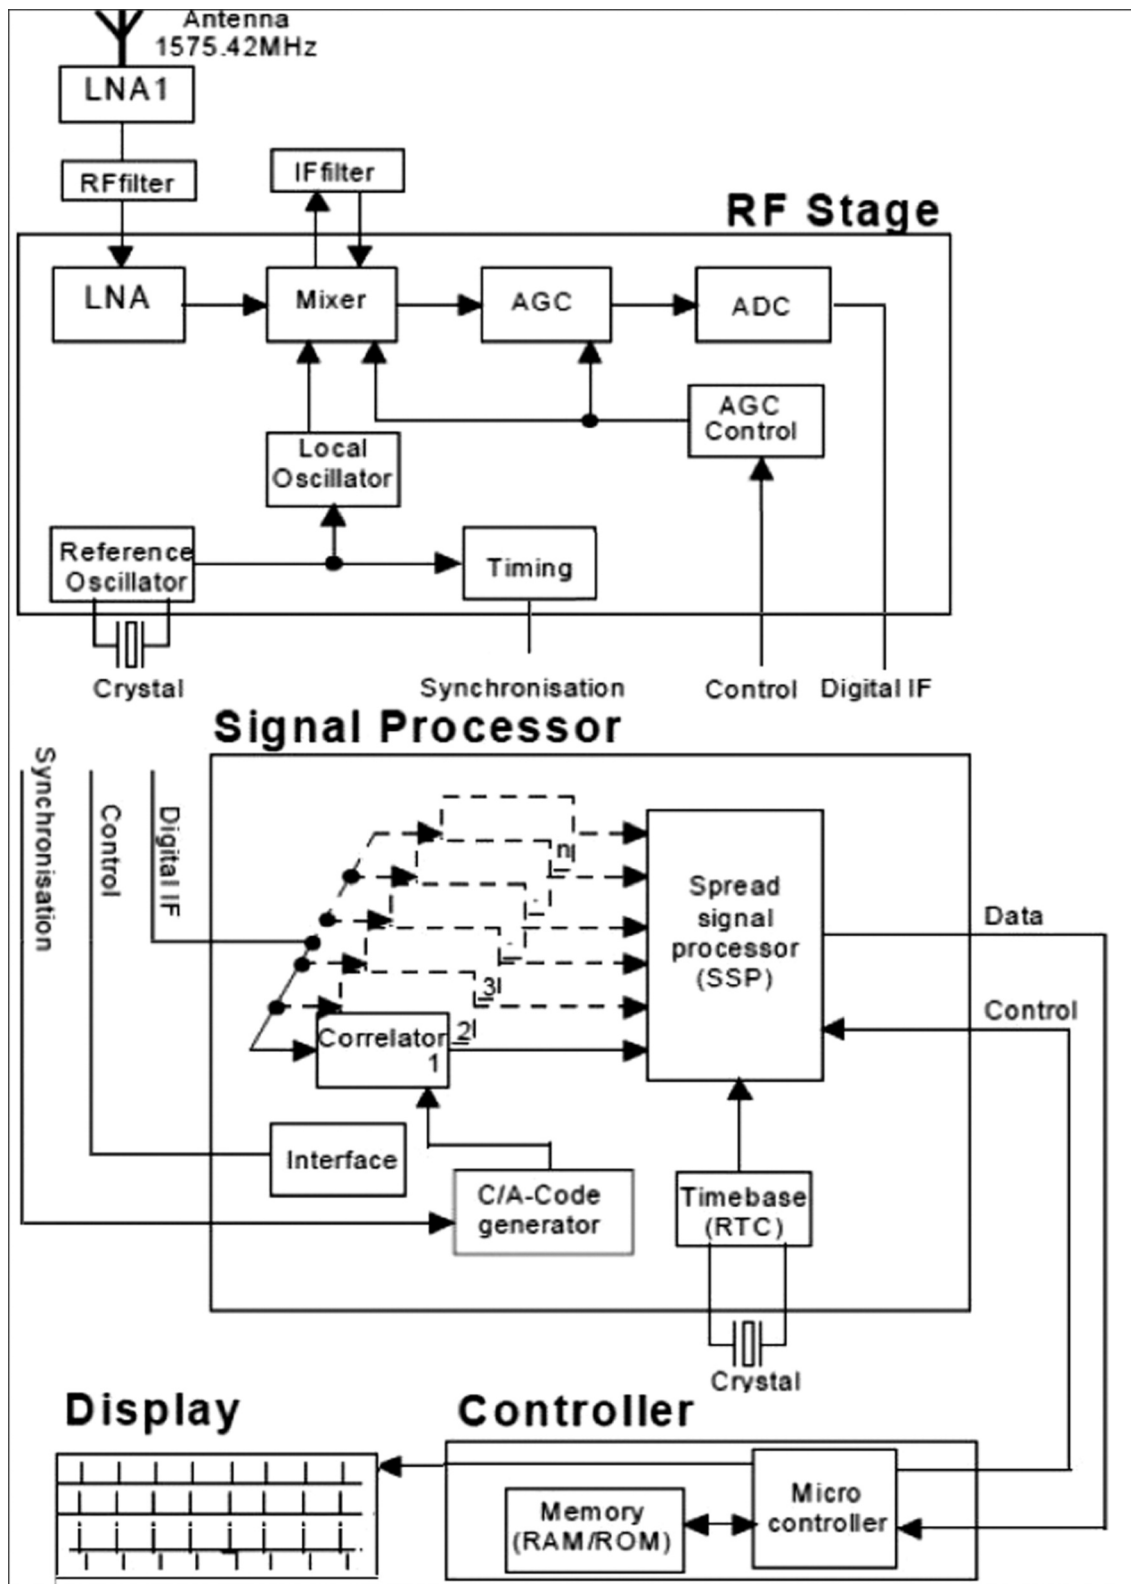 Antenna
1575.42MHz
LNA1
RFfilter
IFfilter
RF Stage
LNA
Mixer
AGC
ADC
AGC
Control
Local
Oscillator
Reference
Oscillator
Timing
Crystal
Synchronisation
Control
Digital IF
Signal Processor
Synchronisation
Control
Digital IF
n
3
2
Correlator
1
Spread
signal
processor
(SSP)
Data
Control
Interface
C/A-Code
generator
Timebase
(RTC)
Crystal
Display
Controller
Memory
(RAM/ROM)
Micro
controller